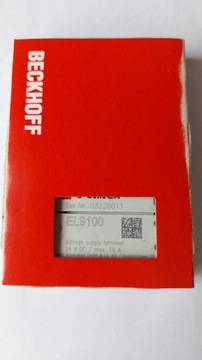 BECKHOFF
Ser.Nr.:03220011
EL9100
Voltage supply terminal
24 V DC / max. 10 A